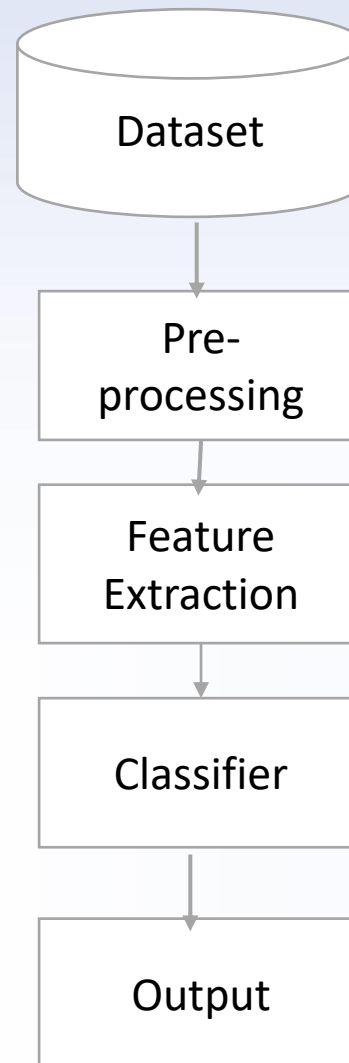 Dataset
Pre-
processing
Feature
Extraction
Classifier
Output